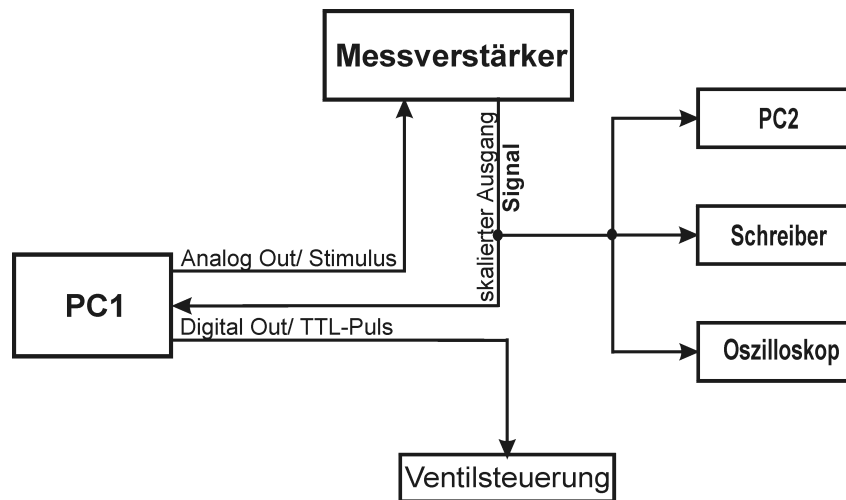 Messverstärker
skalierter Ausgang
Signal
PC2
Schreiber
Oszilloskop
Analog Out/ Stimulus
PC1
Digital Out/ TTL-Puls
Ventilsteuerung